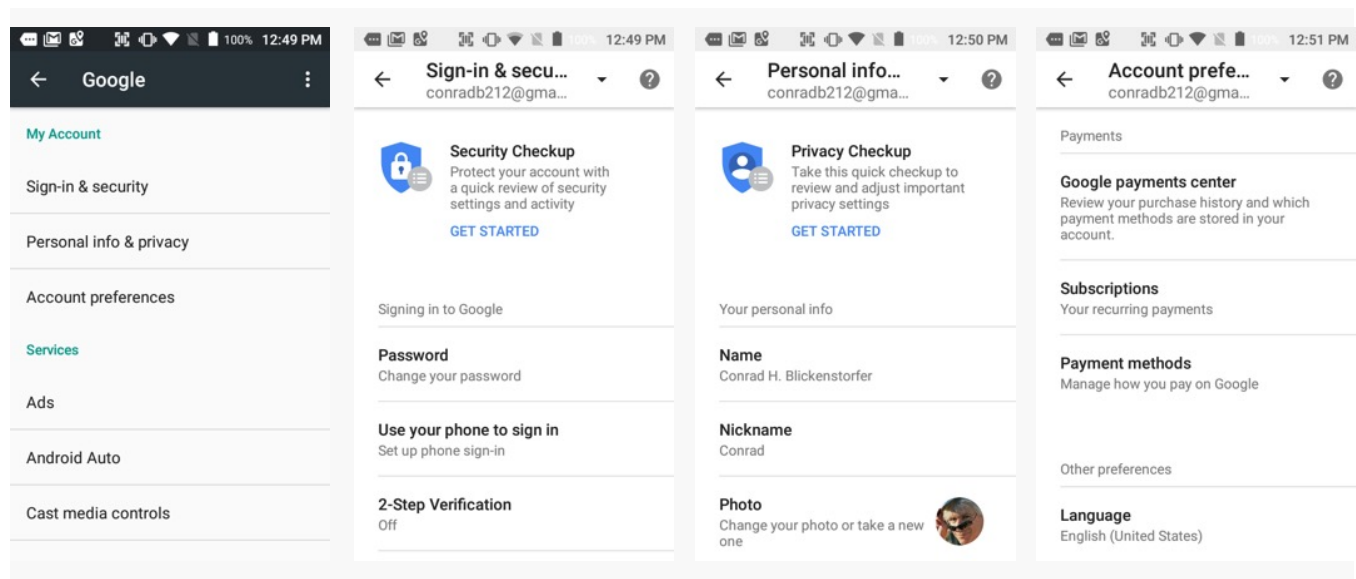 100% 12:49 PM
Google
My Account
Sign-in & security
Personal info & privacy
Account preferences
Services
Ads
Android Auto
Cast media controls
100% 12:49 PM
Sign-in & secu...
conradb212@gma...
Security Checkup
Protect your account with
a quick review of security
settings and activity
GET STARTED
Signing in to Google
Password
Change your password
Use your phone to sign in
Set up phone sign-in
2-Step Verification
Off
100% 12:50 PM
Personal info...
conradb212@gma...
Privacy Checkup
Take this quick checkup to
review and adjust important
privacy settings
GET STARTED
Your personal info
Name
Conrad H. Blickenstorfer
Nickname
Conrad
Photo
Change your photo or take a new
one
100% 12:51 PM
Account prefe...
conradb212@gma...
Payments
Google payments center
Review your purchase history and which
payment methods are stored in your
account.
Subscriptions
Your recurring payments
Payment methods
Manage how you pay on Google
Other preferences
Language
English (United States)